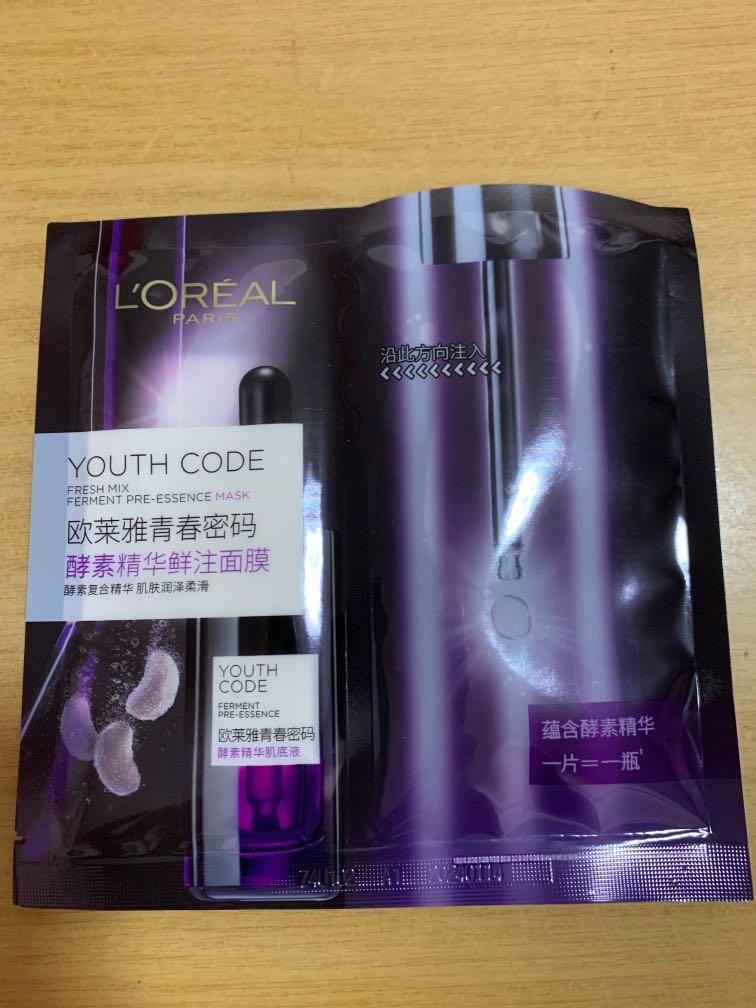 L'ORÉAL
PARIS
YOUTH CODE
FRESH MIX
FERMENT PRE-ESSENCE MASK
欧莱雅青春密码
酵素精华鲜注面膜
酵素复合精华 肌肤润泽柔滑
YOUTH
CODE
FERMENT
PRE-ESSENCE
欧莱雅青春密码
酵素精华肌底液
沿此方向注入
蕴含酵素精华
一片=一瓶¹
A1 20240114